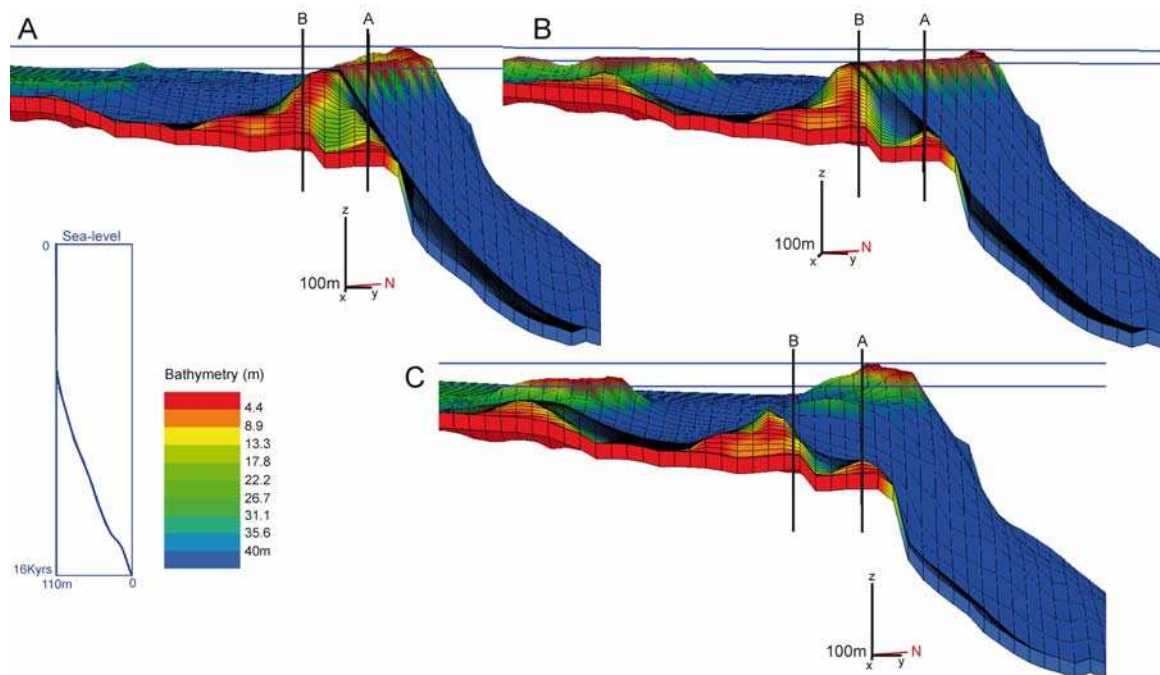 A
B
A
B
B
A
z
100m
N
x
y
z
100m
N
x
y
Sea-level
0
16Kyrs
110m
0
Bathymetry (m)
4.4
8.9
13.3
17.8
22.2
26.7
31.1
35.6
40m
C
B
A
z
100m
N
x
y